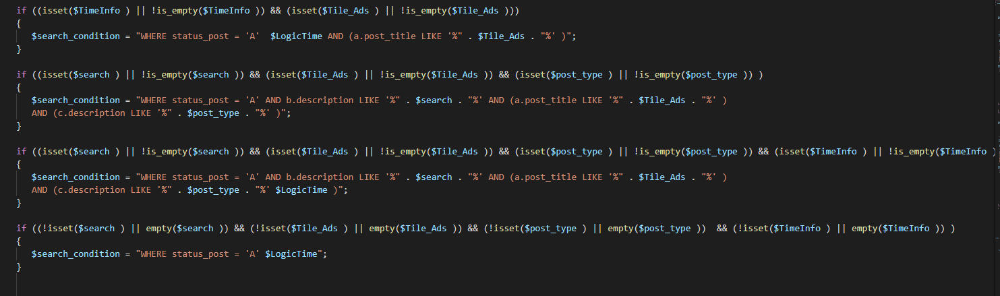 if ((isset($TimeInfo ) || !is_empty($TimeInfo )) && (isset($Tile_Ads ) || !is_empty($Tile_Ads )))
{
$search_condition = "WHERE status_post = 'A'  $LogicTime AND (a.post_title LIKE '%" . $Tile_Ads . "%' )";
}
if ((isset($search ) || !is_empty($search )) && (isset($Tile_Ads ) || !is_empty($Tile_Ads )) && (isset($post_type ) || !is_empty($post_type )) )
{
$search_condition = "WHERE status_post = 'A' AND b.description LIKE '%" . $search . "%' AND (a.post_title LIKE '%" . $Tile_Ads . "%' )
AND (c.description LIKE '%" . $post_type . "%' )";
}
if ((isset($search ) || !is_empty($search )) && (isset($Tile_Ads ) || !is_empty($Tile_Ads )) && (isset($post_type ) || !is_empty($post_type )) && (isset($TimeInfo ) || !is_empty($TimeInfo )
{
$search_condition = "WHERE status_post = 'A' AND b.description LIKE '%" . $search . "%' AND (a.post_title LIKE '%" . $Tile_Ads . "%' )
AND (c.description LIKE '%" . $post_type . "%' $LogicTime )";
}
if ((!isset($search ) || empty($search )) && (!isset($Tile_Ads ) || empty($Tile_Ads )) && (!isset($post_type ) || empty($post_type ))  && (!isset($TimeInfo ) || empty($TimeInfo )) )
{
$search_condition = "WHERE status_post = 'A' $LogicTime";
}